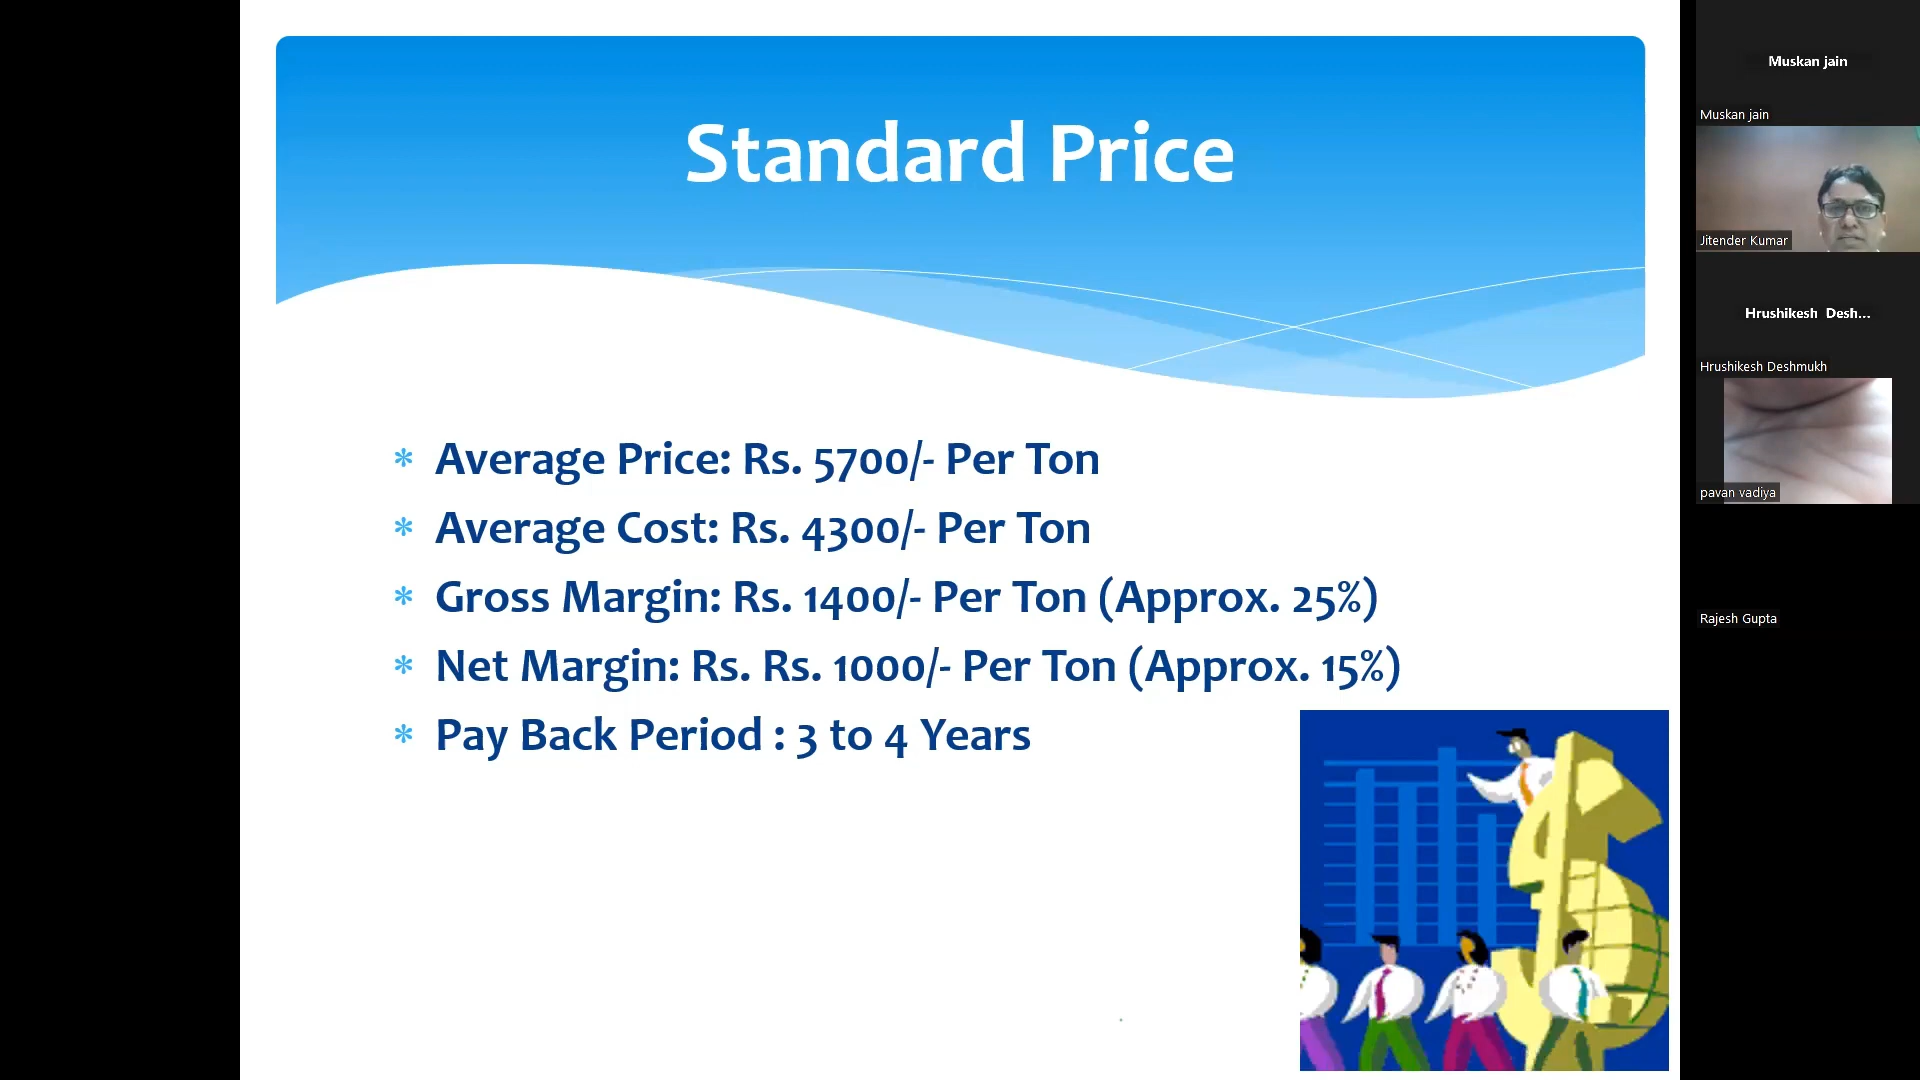 Standard Price
* Average Price: Rs. 5700/- Per Ton
* Average Cost: Rs. 4300/- Per Ton
* Gross Margin: Rs. 1400/- Per Ton (Approx. 25%)
* Net Margin: Rs. Rs. 1000/- Per Ton (Approx. 15%)
* Pay Back Period : 3 to 4 Years
Muskan jain
Muskan jain
Jitender Kumar
Hrushikesh Desh...
Hrushikesh Deshmukh
pavan vadiya
Rajesh Gupta